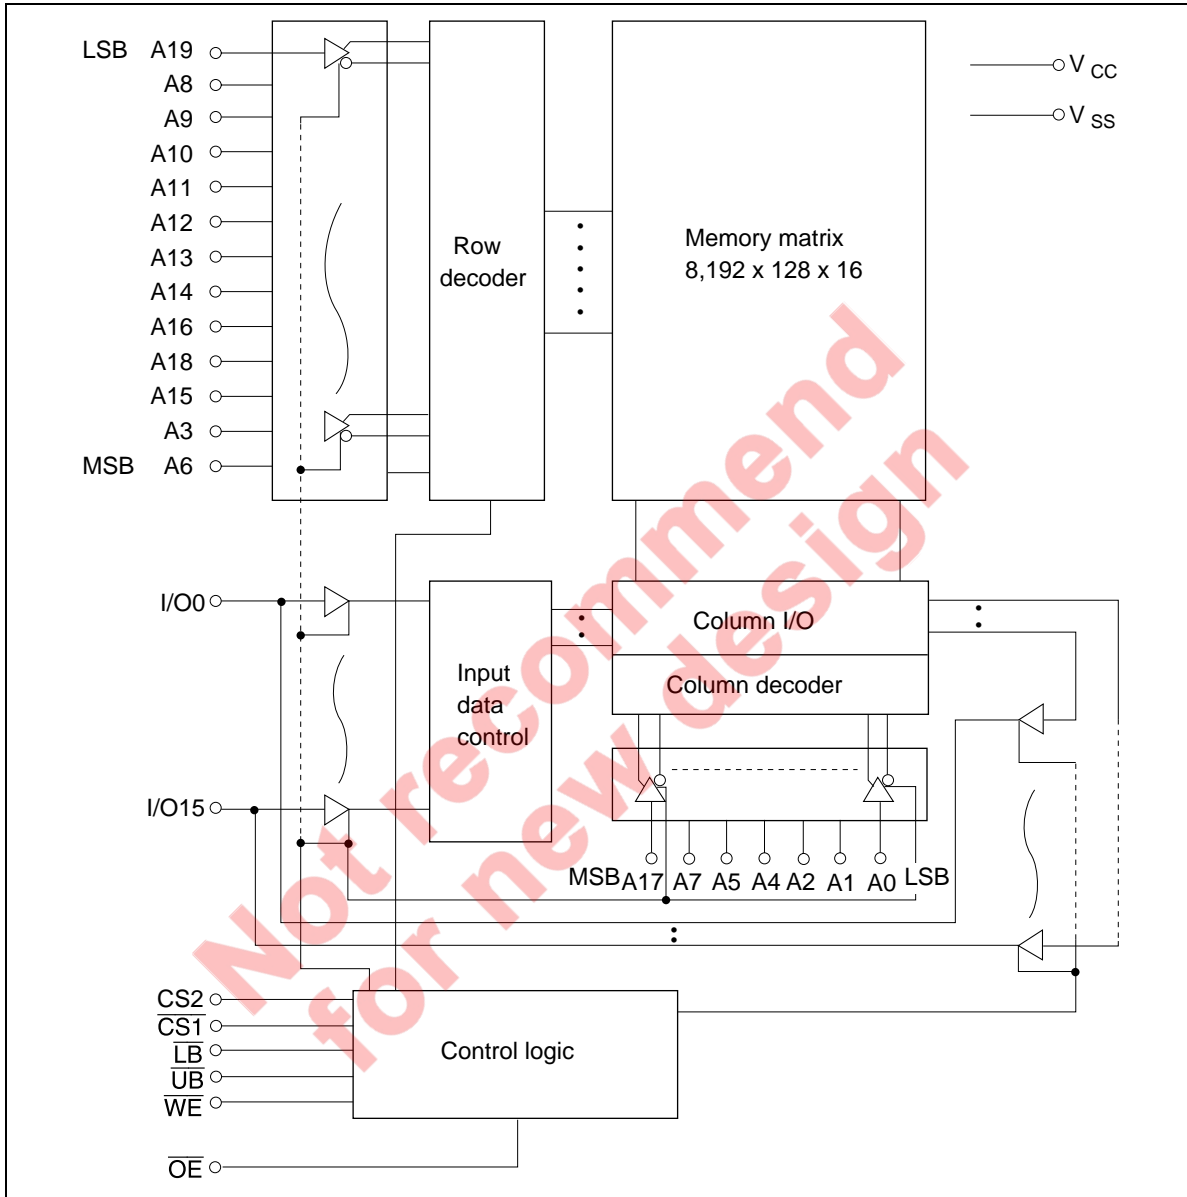 LSB A19
A8
A9
A10
A11
A12
A13
A14
A16
A18
A15
A3
MSB A6
Row
decoder
Memory matrix
8,192 x 128 x 16
V CC
V SS
I/O0
I/O15
Input
data
control
Column I/O
Column decoder
MSB A17 A7 A5 A4 A2 A1 A0 LSB
CS2
CS1
LB
UB
WE
OE
Control logic
Not recommend
for new design